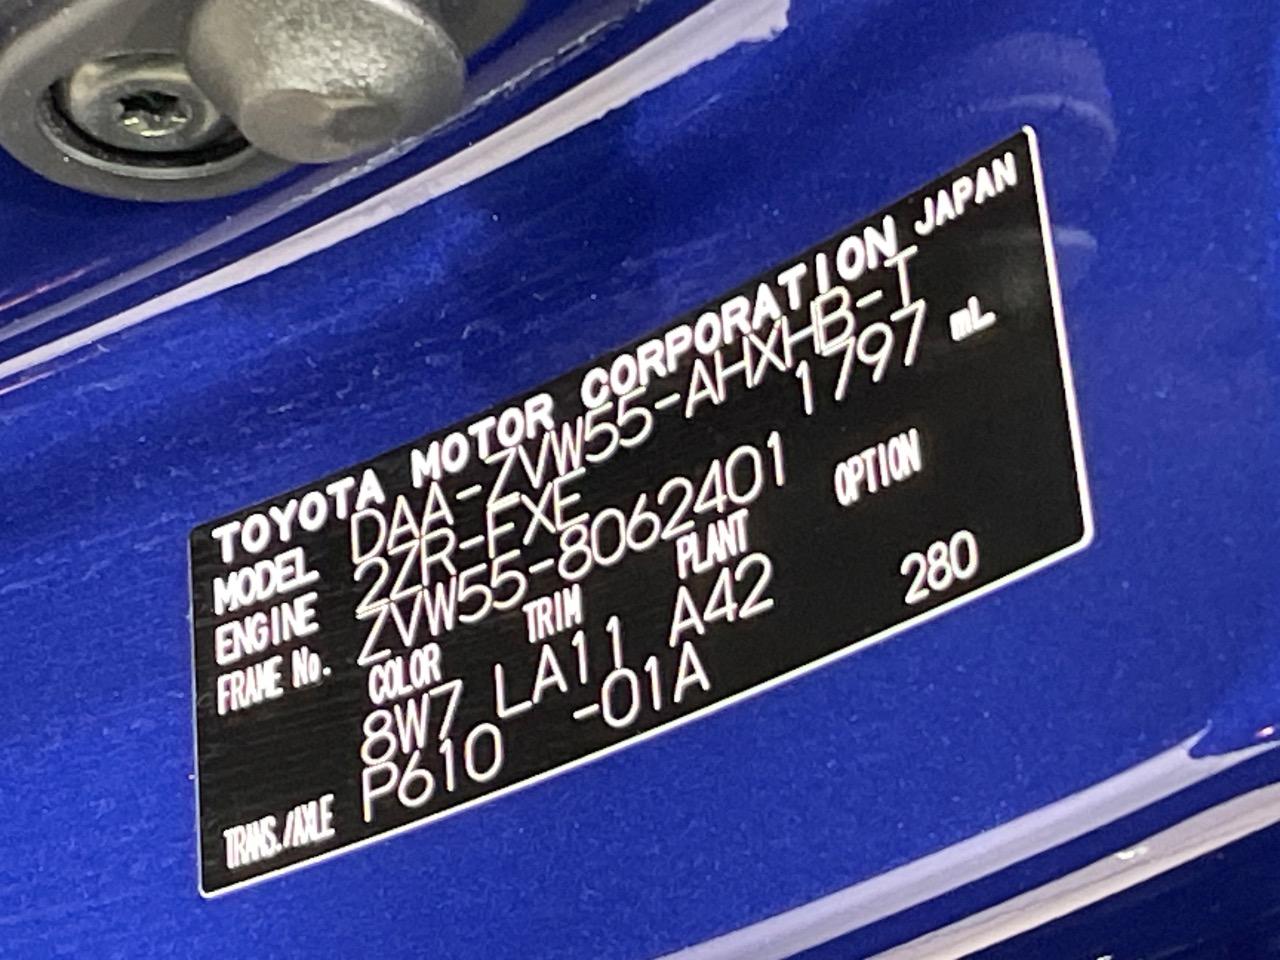 TOYOTA MOTOR CORPORATION JAPAN
MODEL DAA-ZVW55-AHXHB-T
ENGINE 2ZR-FXE 1797 mL
FRAME No. ZVW55-8062401
COLOR TRIM PLANT OPTION
8W7 LA11 A42 280
TRANS./AXLE P610 -01A